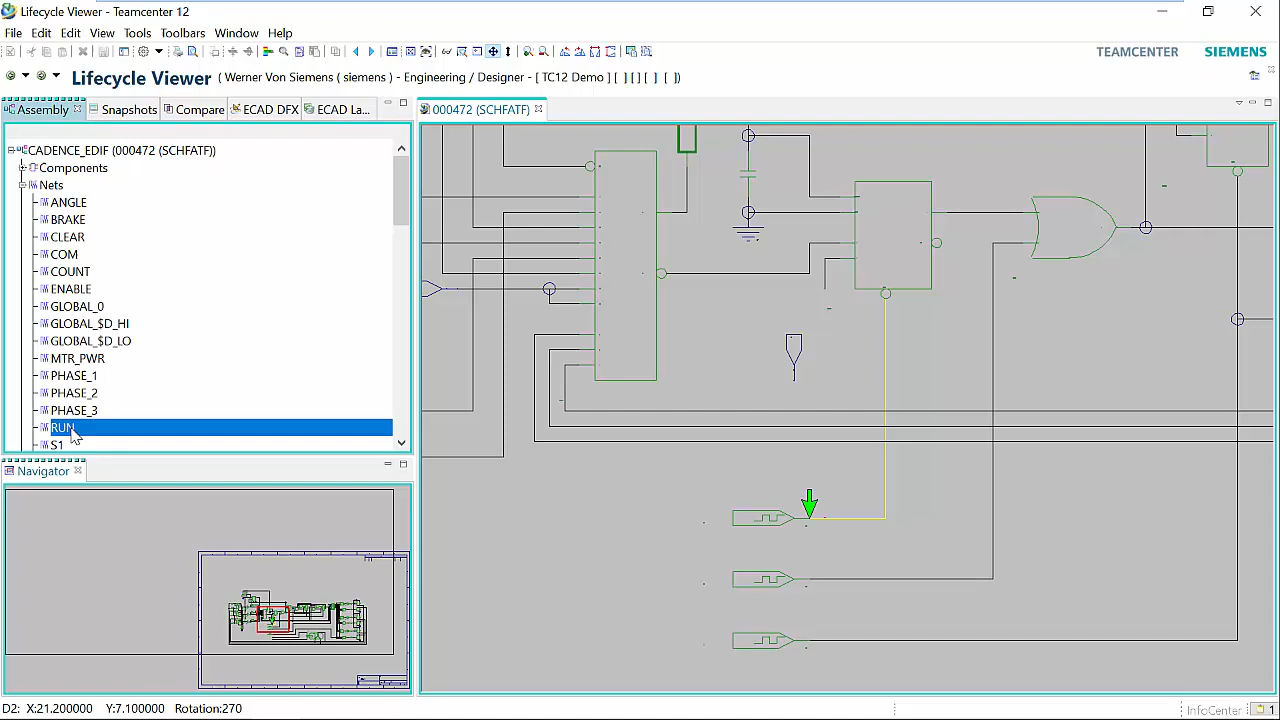 Lifecycle Viewer - Teamcenter 12
File Edit Edit View Tools Toolbars Window Help
TEAMCENTER SIEMENS
Lifecycle Viewer ( Werner Von Siemens ( siemens ) - Engineering / Designer - [ TC12 Demo ] [ ] [ ] [ ] [ ])
Assembly Snapshots Compare ECAD DFX ECAD La...
000472 (SCHFATF)
CADENCE_EDIF (000472 (SCHFATF))
Components
Nets
ANGLE
BRAKE
CLEAR
COM
COUNT
ENABLE
GLOBAL_0
GLOBAL_$D_HI
GLOBAL_$D_LO
MTR_PWR
PHASE_1
PHASE_2
PHASE_3
RUN
S1
Navigator
D2: X:21.200000 Y:7.100000 Rotation:270
InfoCenter 1